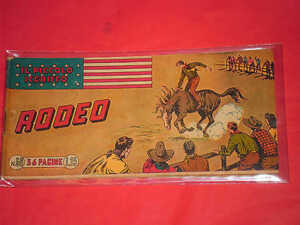 IL PICCOLO
SCERIFFO
RODEO
36 PAGINE